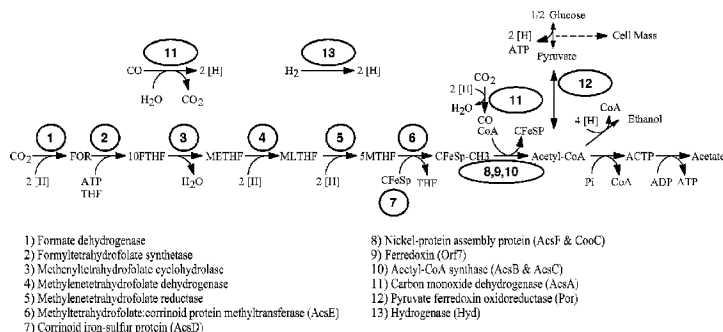 1/2 Glucose
2 [H]
ATP
Cell Mass
Pyruvate
11
13
CO
2 [H]
H2
2 [H]
H2O
CO2
CO2
2 [H]
11
12
H2O
CO
CoA
CoA
CFeSP
4 [H]
Ethanol
1
2
3
4
5
6
CO2
FOR
10FTHF
METHF
MLTHF
5MTHF
CFeSp-CH3
Acetyl-CoA
ACTP
Acetate
2 [H]
ATP
THF
H2O
2 [H]
2 [H]
CFeSp
THF
8,9,10
Pi
CoA
ADP
ATP
7
1) Formate dehydrogenase
2) Formyltetrahydrofolate synthetase
3) Methenyltetrahydrofolate cyclohydrolase
4) Methylenetetrahydrofolate dehydrogenase
5) Methylenetetrahydrofolate reductase
6) Methyltetrahydrofolate:corrinoid protein methyltransferase (AcsE)
7) Corrinoid iron-sulfur protein (AcsD)
8) Nickel-protein assembly protein (AcsF & CooC)
9) Ferredoxin (Orf7)
10) Acetyl-CoA synthase (AcsB & AcsC)
11) Carbon monoxide dehydrogenase (AcsA)
12) Pyruvate ferredoxin oxidoreductase (Por)
13) Hydrogenase (Hyd)